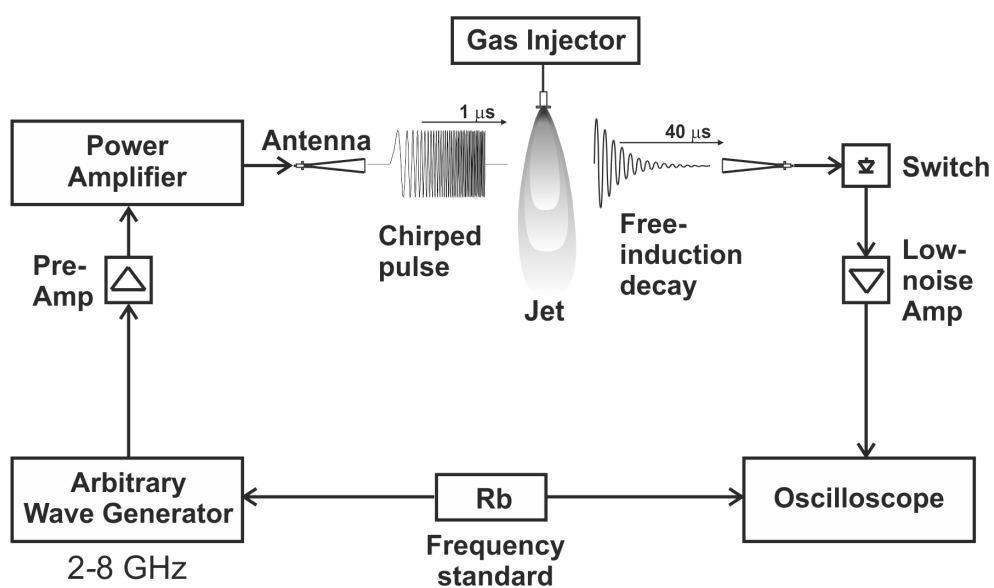 Gas Injector
1 μs
40 μs
Power
Amplifier
Antenna
Switch
Chirped
pulse
Free-
induction
decay
Pre-
Amp
Low-
noise
Amp
Jet
Arbitrary
Wave Generator
Rb
Oscilloscope
2-8 GHz
Frequency
standard